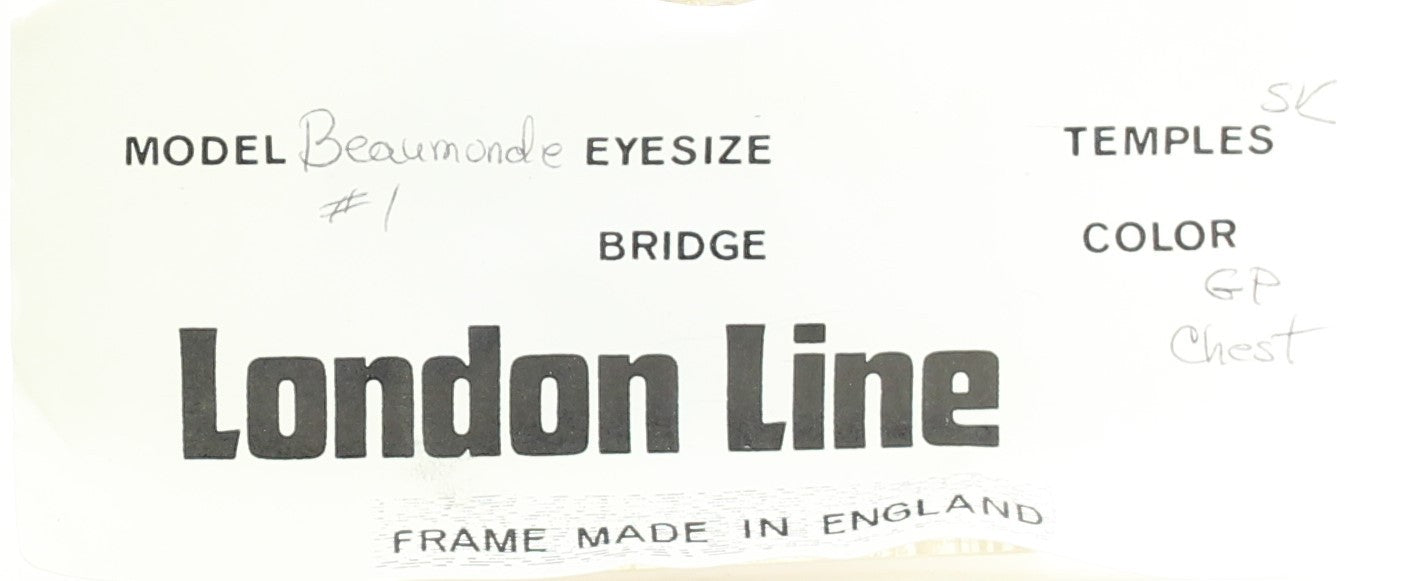 SK
MODEL Beaumonde EYESIZE TEMPLES
#1
BRIDGE COLOR
GP
Chest
London Line
FRAME MADE IN ENGLAND